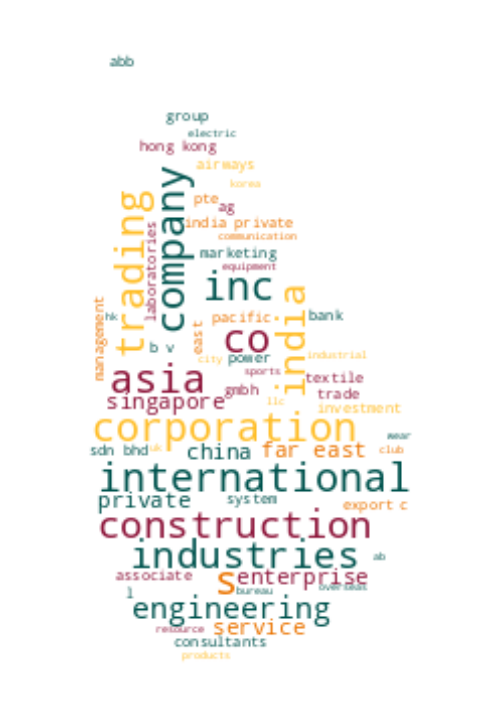 abb
group
electric
hong kong
airways
korea
company
trading
pte
ag
india private
communication
laboratories
marketing
equipment
inc
india
management
hk
pacific
bank
east
co
b v
city
power
industrial
sports
asia
textile
gmbh
trade
singapore
llc
investment
corporation
wear
sdn bhd
uk
china
far east
club
international
private
system
export c
construction
industries
ab
associate
s
enterprise
l
bureau
overseas
engineering
resource
service
consultants
products